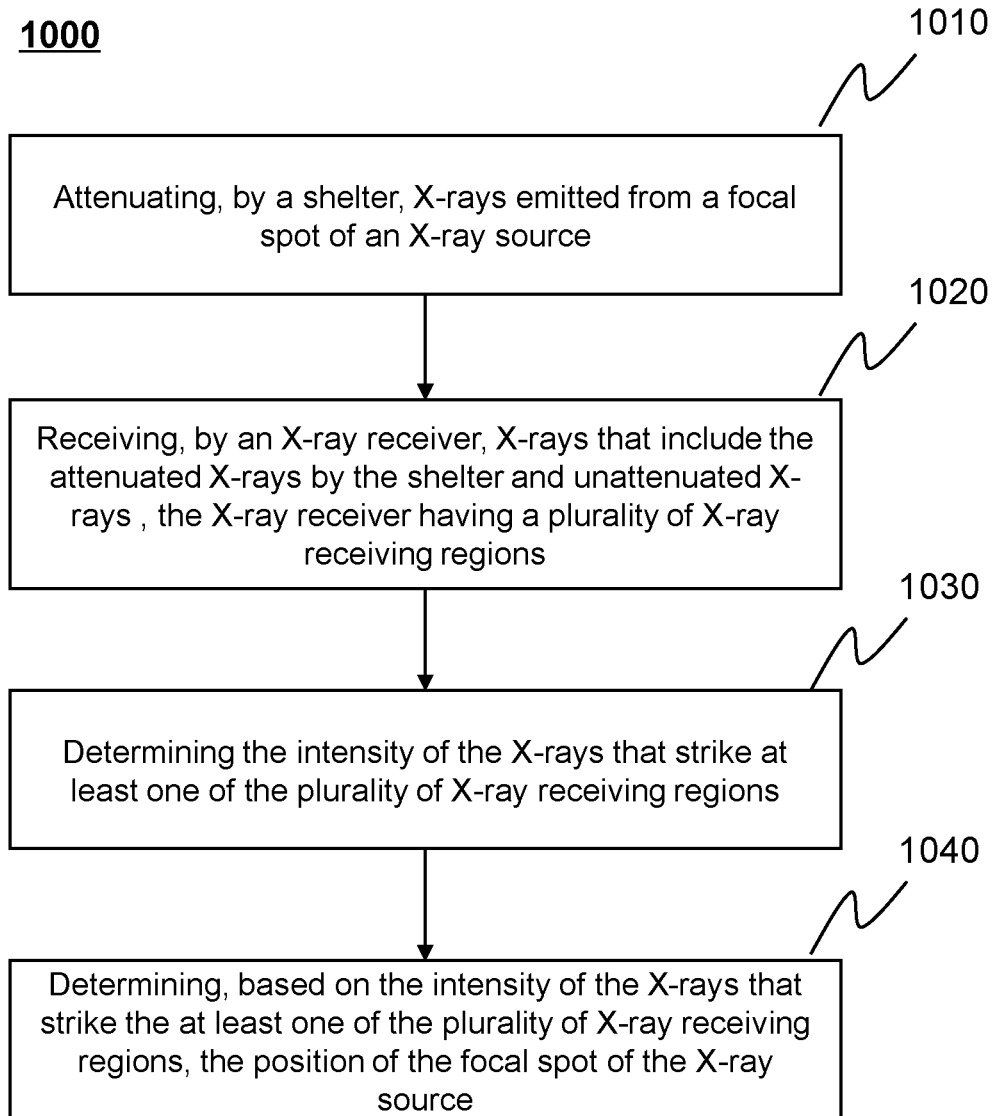 1000
1010
Attenuating, by a shelter, X-rays emitted from a focal
spot of an X-ray source
1020
Receiving, by an X-ray receiver, X-rays that include the
attenuated X-rays by the shelter and unattenuated X-
rays , the X-ray receiver having a plurality of X-ray
receiving regions
1030
Determining the intensity of the X-rays that strike at
least one of the plurality of X-ray receiving regions
1040
Determining, based on the intensity of the X-rays that
strike the at least one of the plurality of X-ray receiving
regions, the position of the focal spot of the X-ray
source